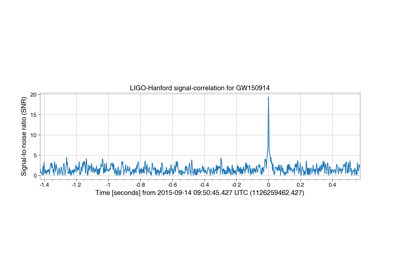 LIGO-Hanford signal-correlation for GW150914
Signal-to-noise ratio (SNR)
20
15
10
5
0
-1.4 -1.2 -1 -0.8 -0.6 -0.4 -0.2 0 0.2 0.4
Time [seconds] from 2015-09-14 09:50:45.427 UTC (1126259462.427)